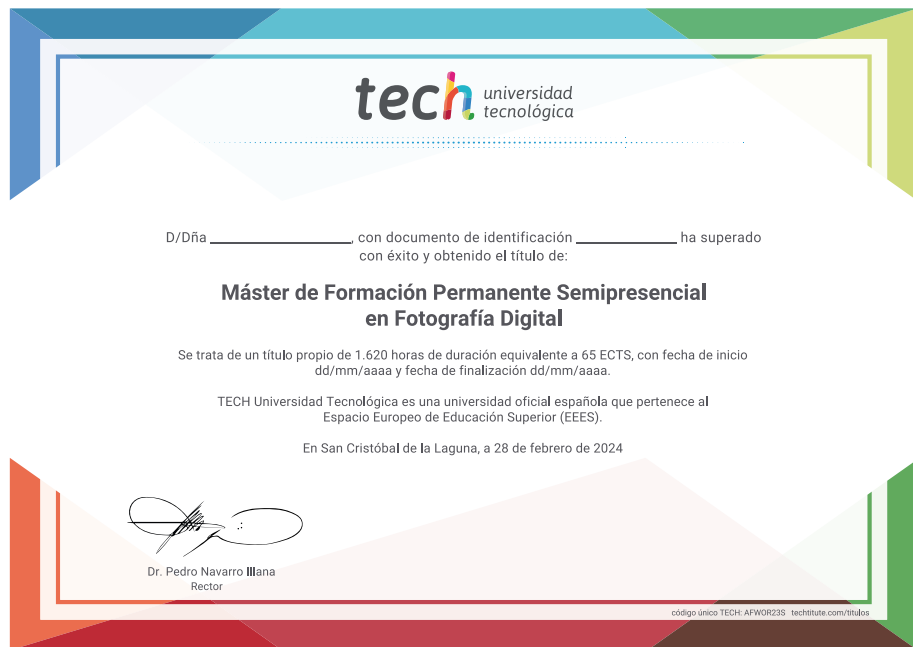 tech universidad
tecnológica
D/Dña ______________, con documento de identificación __________ ha superado
con éxito y obtenido el título de:
Máster de Formación Permanente Semipresencial
en Fotografía Digital
Se trata de un título propio de 1.620 horas de duración equivalente a 65 ECTS, con fecha de inicio
dd/mm/aaaa y fecha de finalización dd/mm/aaaa.
TECH Universidad Tecnológica es una universidad oficial española que pertenece al
Espacio Europeo de Educación Superior (EEES).
En San Cristóbal de la Laguna, a 28 de febrero de 2024
Dr. Pedro Navarro Illana
Rector
código único TECH: AFWOR23S techtitute.com/titulos